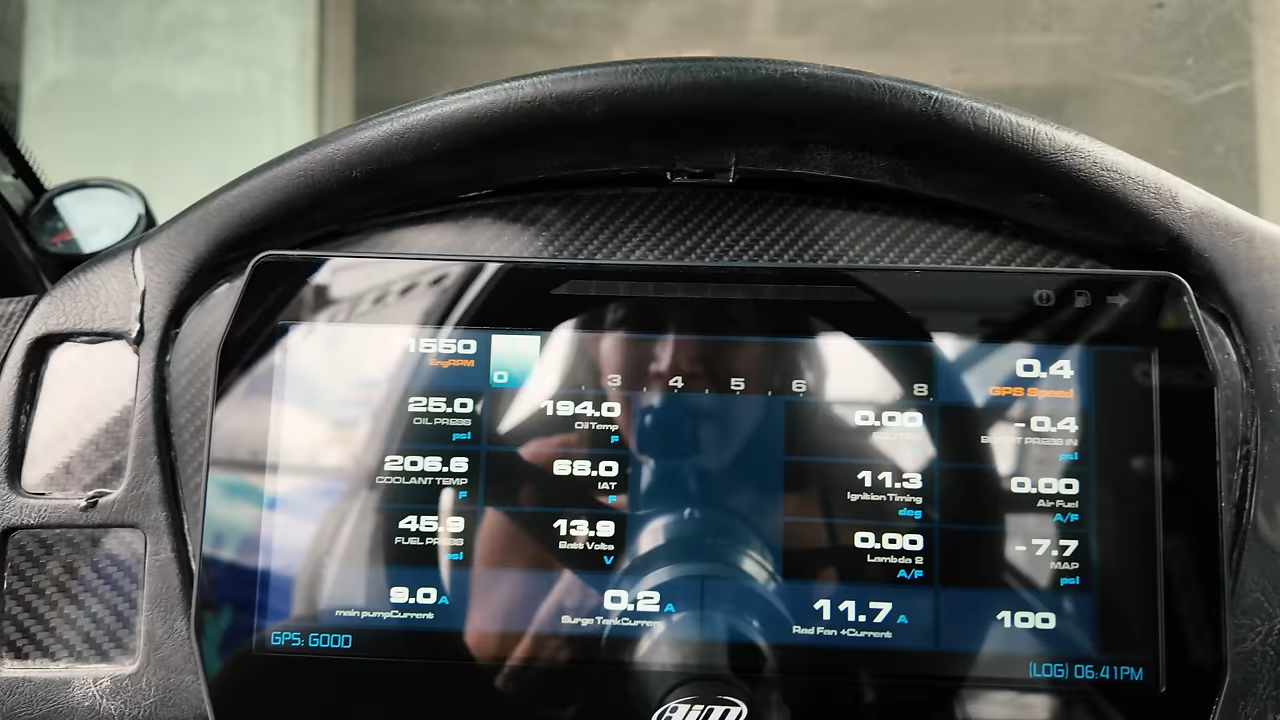 1550
EngRPM
0 3 4 5 6 8
0.4
GPS Speed
25.0
OIL PRESS
psi
194.0
Oil Temp
F
0.00
-0.4
BOOST PRESS IN
psi
206.6
COOLANT TEMP
F
68.0
IAT
F
11.3
Ignition Timing
deg
0.00
Air Fuel
A/F
45.9
FUEL PRESS
psi
13.9
Batt Volts
V
0.00
Lambda 2
A/F
-7.7
MAP
psi
9.0 A
main pumpCurrent
0.2 A
Surge TankCurren
11.7 A
Rad Fan +Current
100
GPS: GOOD
(LOG) 06:41PM
AiM